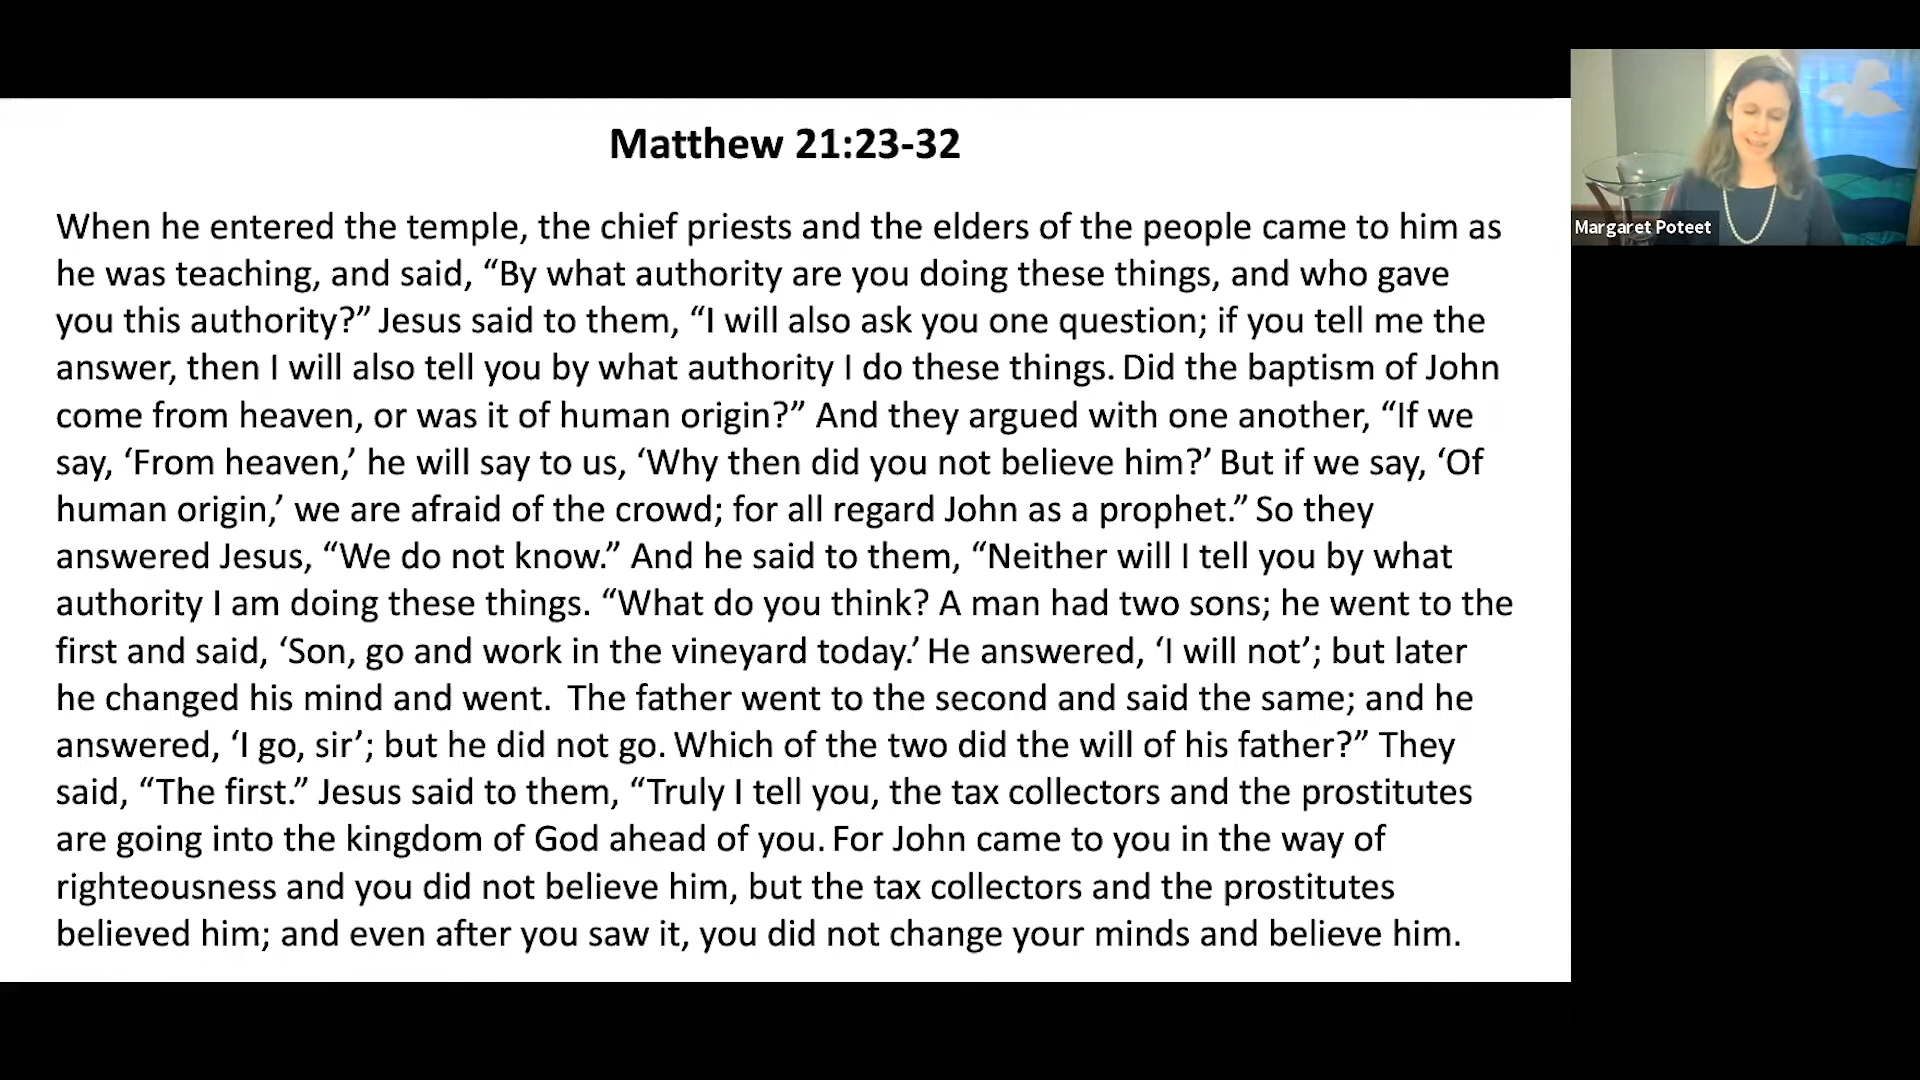 Matthew 21:23-32
When he entered the temple, the chief priests and the elders of the people came to him as
he was teaching, and said, “By what authority are you doing these things, and who gave
you this authority?” Jesus said to them, “I will also ask you one question; if you tell me the
answer, then I will also tell you by what authority I do these things. Did the baptism of John
come from heaven, or was it of human origin?” And they argued with one another, “If we
say, ‘From heaven,’ he will say to us, ‘Why then did you not believe him?’ But if we say, ‘Of
human origin,’ we are afraid of the crowd; for all regard John as a prophet.” So they
answered Jesus, “We do not know.” And he said to them, “Neither will I tell you by what
authority I am doing these things. “What do you think? A man had two sons; he went to the
first and said, ‘Son, go and work in the vineyard today.’ He answered, ‘I will not’; but later
he changed his mind and went.  The father went to the second and said the same; and he
answered, ‘I go, sir’; but he did not go. Which of the two did the will of his father?” They
said, “The first.” Jesus said to them, “Truly I tell you, the tax collectors and the prostitutes
are going into the kingdom of God ahead of you. For John came to you in the way of
righteousness and you did not believe him, but the tax collectors and the prostitutes
believed him; and even after you saw it, you did not change your minds and believe him.
Margaret Poteet